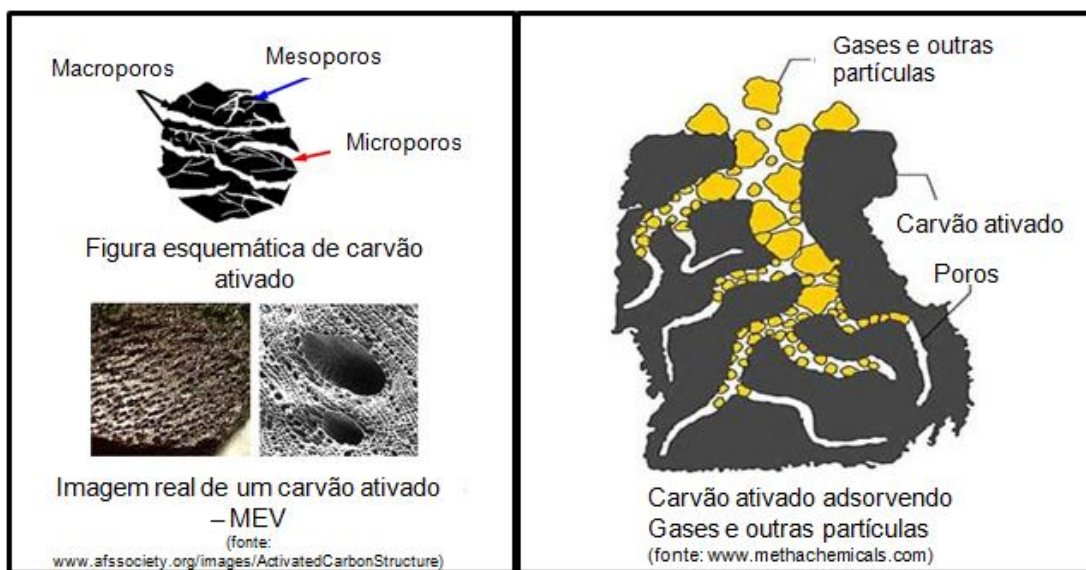 Macroporos
Mesoporos
Microporos
Figura esquemática de carvão
ativado
Imagem real de um carvão ativado
– MEV
(fonte:
www.afssociety.org/images/ActivatedCarbonStructure)
Gases e outras
partículas
Carvão ativado
Poros
Carvão ativado adsorvendo
Gases e outras partículas
(fonte: www.methachemicals.com)